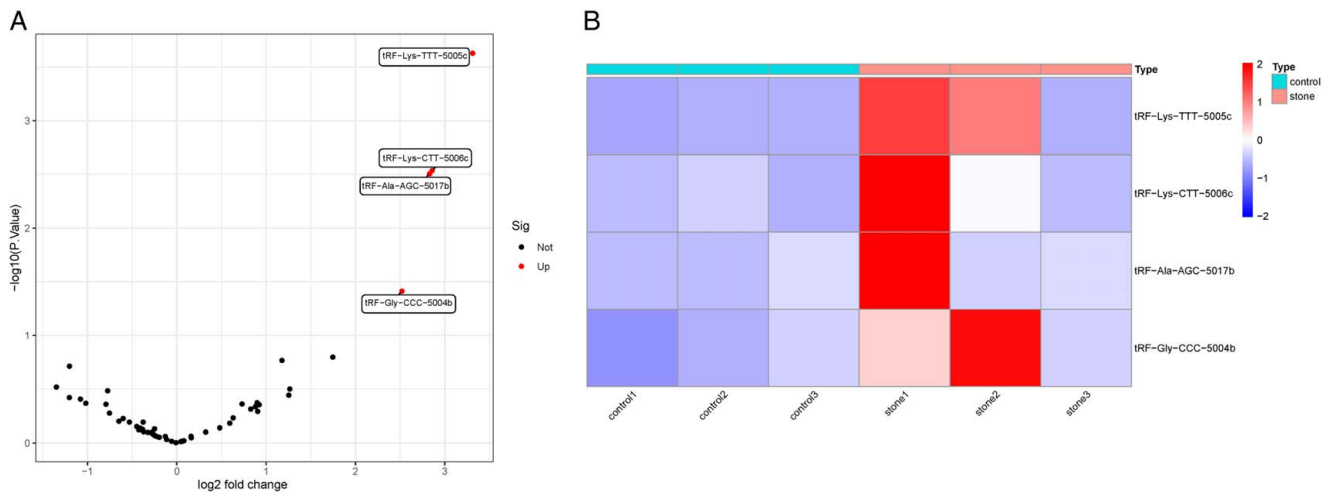 A
tRF-Lys-TTT-5005c
tRF-Lys-CTT-5006c
tRF-Ala-AGC-5017b
tRF-Gly-CCC-5004b
-log10(P.Value)
3
2
1
0
-1
0
1
2
3
log2 fold change
Sig
Not
Up
B
Type
tRF-Lys-TTT-5005c
tRF-Lys-CTT-5006c
tRF-Ala-AGC-5017b
tRF-Gly-CCC-5004b
control1
control2
control3
stone1
stone2
stone3
2
1
0
-1
-2
Type
control
stone